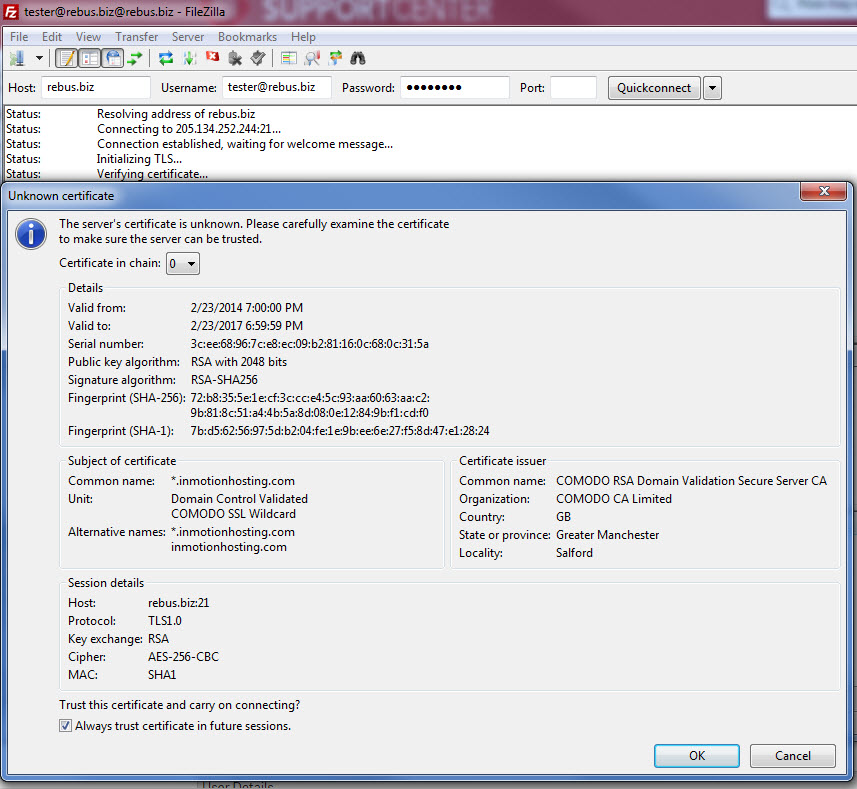 SUPPORTCENTER
tester@rebus.biz@rebus.biz - FileZilla
File Edit View Transfer Server Bookmarks Help
Host: rebus.biz Username: tester@rebus.biz Password: ●●●●●●●● Port: Quickconnect
Status: Resolving address of rebus.biz
Status: Connecting to 205.134.252.244:21...
Status: Connection established, waiting for welcome message...
Status: Initializing TLS...
Status: Verifying certificate...
Unknown certificate
The server's certificate is unknown. Please carefully examine the certificate
to make sure the server can be trusted.
Certificate in chain: 0
Details
Valid from: 2/23/2014 7:00:00 PM
Valid to: 2/23/2017 6:59:59 PM
Serial number: 3c:ee:68:96:7c:e8:ec:09:b2:81:16:0c:68:0c:31:5a
Public key algorithm: RSA with 2048 bits
Signature algorithm: RSA-SHA256
Fingerprint (SHA-256): 72:b8:35:5e:1e:cf:3c:cc:e4:5c:93:aa:60:63:aa:c2:
9b:81:8c:51:a4:4b:5a:8d:08:0e:12:84:9b:f1:cd:f0
Fingerprint (SHA-1): 7b:d5:62:56:97:5d:b2:04:fe:1e:9b:ee:6e:27:f5:8d:47:e1:28:24
Subject of certificate
Common name: *.inmotionhosting.com
Unit: Domain Control Validated
COMODO SSL Wildcard
Alternative names: *.inmotionhosting.com
inmotionhosting.com
Certificate issuer
Common name: COMODO RSA Domain Validation Secure Server CA
Organization: COMODO CA Limited
Country: GB
State or province: Greater Manchester
Locality: Salford
Session details
Host: rebus.biz:21
Protocol: TLS1.0
Key exchange: RSA
Cipher: AES-256-CBC
MAC: SHA1
Trust this certificate and carry on connecting?
Always trust certificate in future sessions.
OK Cancel
User Details